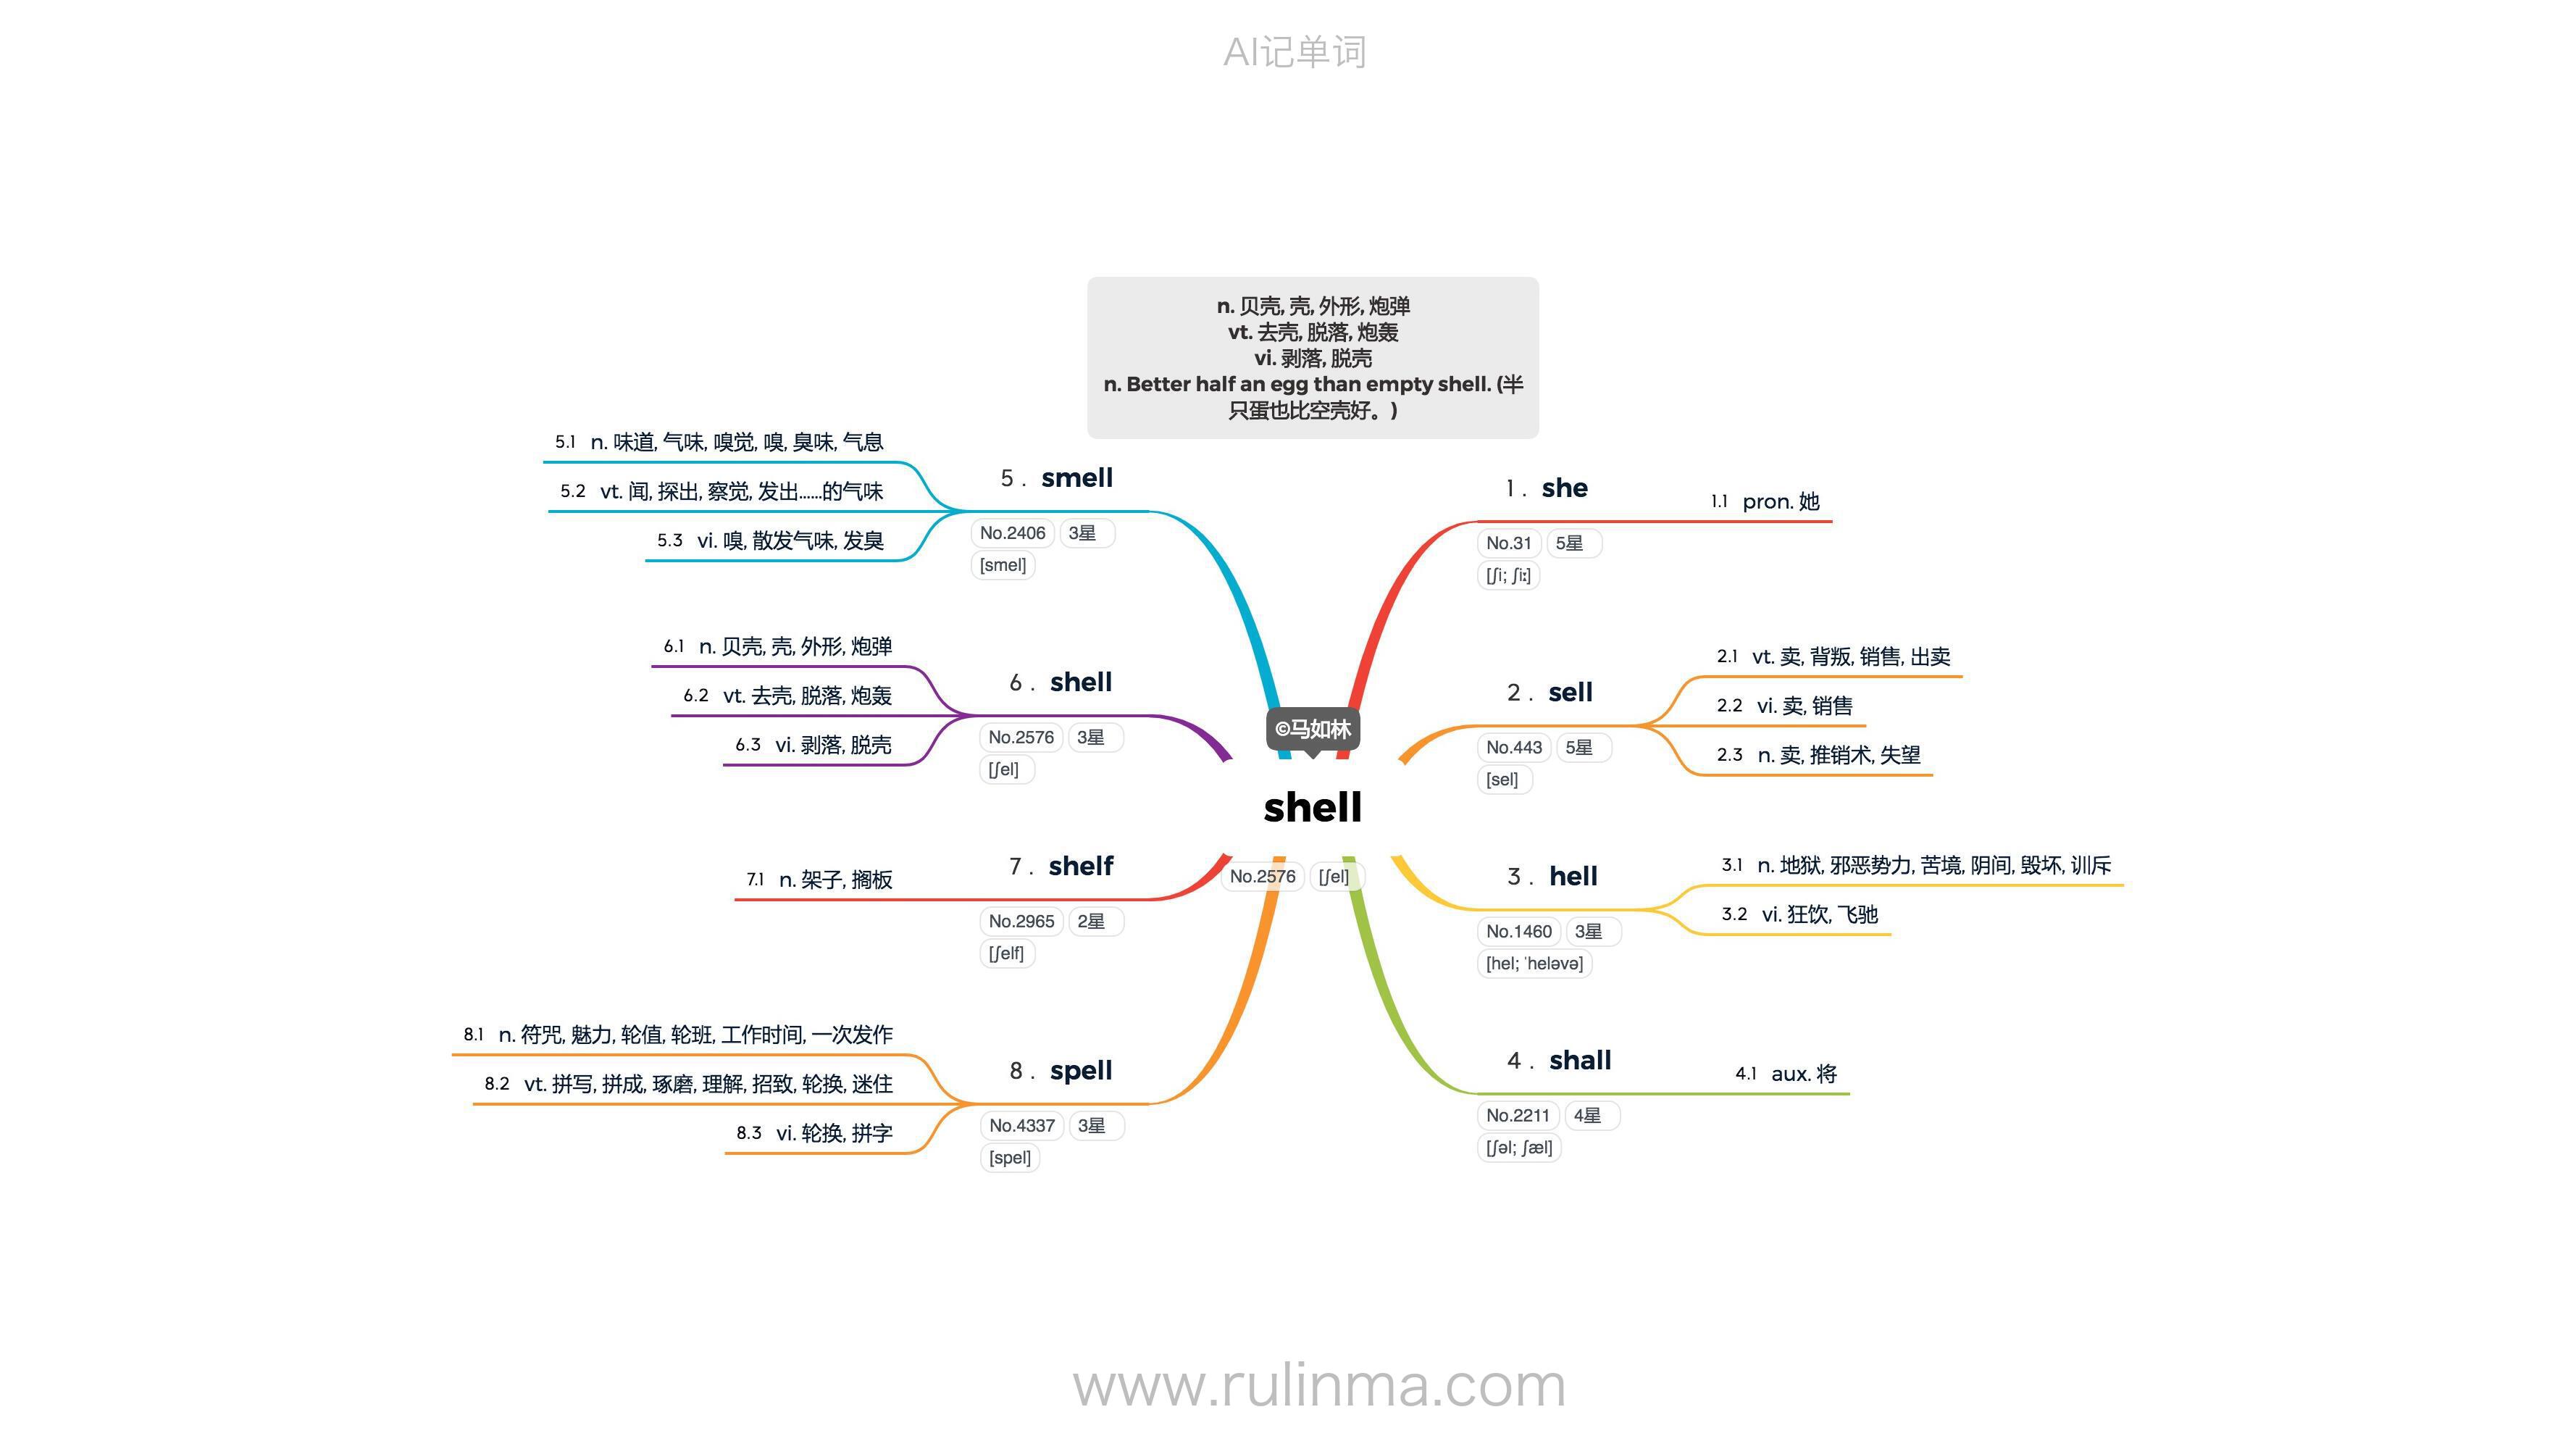 AI记单词
n. 贝壳, 壳, 外形, 炮弹
vt. 去壳, 脱落, 炮轰
vi. 剥落, 脱壳
n. Better half an egg than empty shell. (半
只蛋也比空壳好。)
©马如林
shell
No.2576 [ʃel]
1 . she
No.31 5星
[ʃi; ʃiː]
1.1 pron. 她
2 . sell
No.443 5星
[sel]
2.1 vt. 卖, 背叛, 销售, 出卖
2.2 vi. 卖, 销售
2.3 n. 卖, 推销术, 失望
3 . hell
No.1460 3星
[hel; ˈheləvə]
3.1 n. 地狱, 邪恶势力, 苦境, 阴间, 毁坏, 训斥
3.2 vi. 狂饮, 飞驰
4 . shall
No.2211 4星
[ʃəl; ʃæl]
4.1 aux. 将
5 . smell
No.2406 3星
[smel]
5.1 n. 味道, 气味, 嗅觉, 嗅, 臭味, 气息
5.2 vt. 闻, 探出, 察觉, 发出......的气味
5.3 vi. 嗅, 散发气味, 发臭
6 . shell
No.2576 3星
[ʃel]
6.1 n. 贝壳, 壳, 外形, 炮弹
6.2 vt. 去壳, 脱落, 炮轰
6.3 vi. 剥落, 脱壳
7 . shelf
No.2965 2星
[ʃelf]
7.1 n. 架子, 搁板
8 . spell
No.4337 3星
[spel]
8.1 n. 符咒, 魅力, 轮值, 轮班, 工作时间, 一次发作
8.2 vt. 拼写, 拼成, 琢磨, 理解, 招致, 轮换, 迷住
8.3 vi. 轮换, 拼字
www.rulinma.com